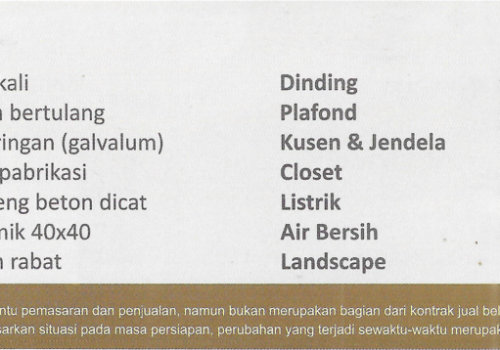 kali
bertulang
ringan (galvalum)
pabrikasi
eng beton dicat
mik 40x40
rabat
Dinding
Plafond
Kusen & Jendela
Closet
Listrik
Air Bersih
Landscape
ntu pemasaran dan penjualan, namun bukan merupakan bagian dari kontrak jual bel
sarkan situasi pada masa persiapan, perubahan yang terjadi sewaktu-waktu merupak